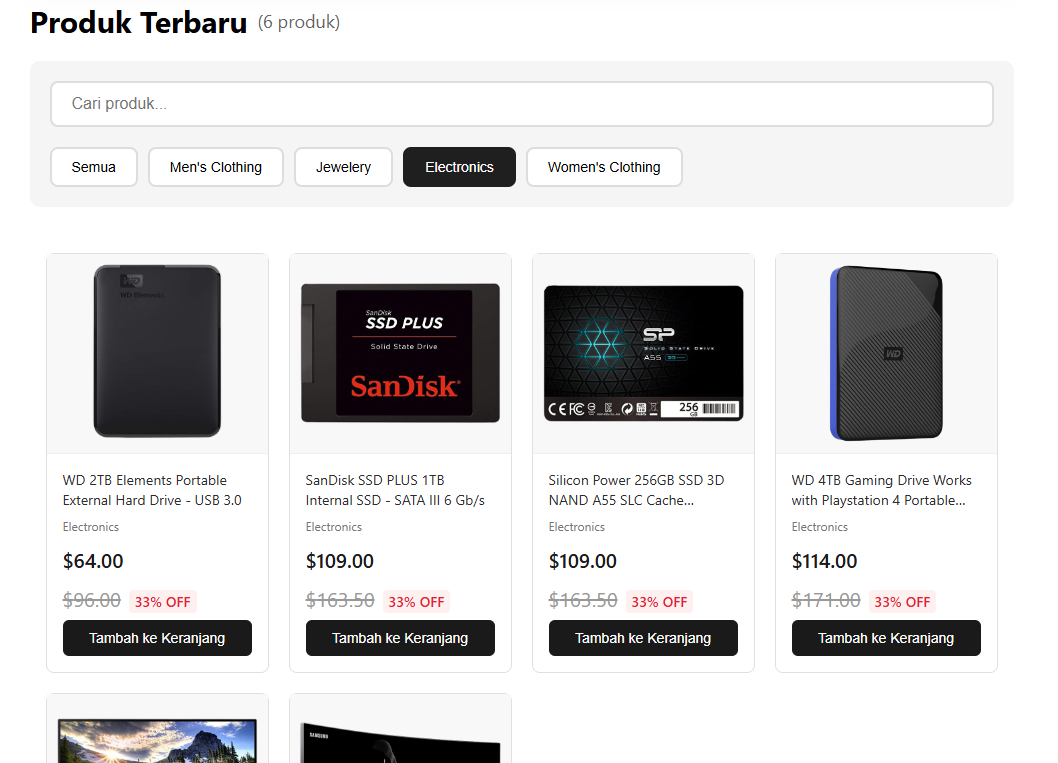 Produk Terbaru (6 produk)
Cari produk...
Semua
Men's Clothing
Jewelery
Electronics
Women's Clothing
WD
WD Elements
SanDisk
SSD PLUS
Solid State Drive
SanDisk
SP
SOLID STATE DRIVE
A55
256
GB
WD
WD 2TB Elements Portable
External Hard Drive - USB 3.0
Electronics
$64.00
$96.00 33% OFF
Tambah ke Keranjang
SanDisk SSD PLUS 1TB
Internal SSD - SATA III 6 Gb/s
Electronics
$109.00
$163.50 33% OFF
Tambah ke Keranjang
Silicon Power 256GB SSD 3D
NAND A55 SLC Cache...
Electronics
$109.00
$163.50 33% OFF
Tambah ke Keranjang
WD 4TB Gaming Drive Works
with Playstation 4 Portable...
Electronics
$114.00
$171.00 33% OFF
Tambah ke Keranjang
SAMSUNG